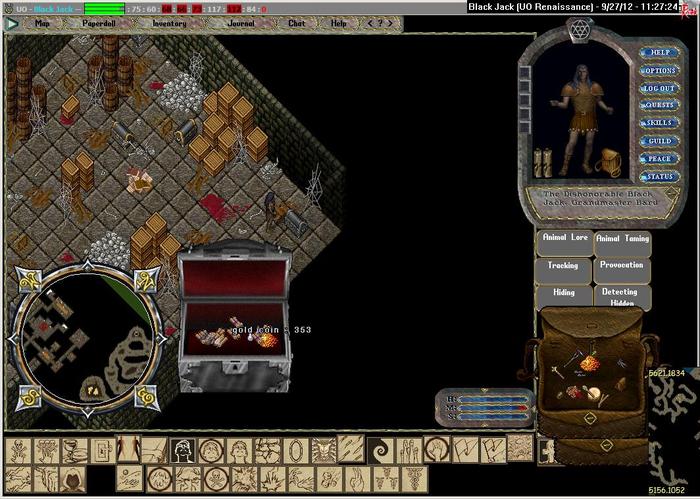 UO - Black Jack
Black Jack (UO Renaissance) - 9/27/12 - 11:27:24
Map Paperdoll Inventory Journal Chat Help < ? >
HELP
OPTIONS
LOG OUT
QUESTS
SKILLS
GUILD
PEACE
STATUS
The Dishonorable Black
Jack, Grandmaster Bard
Animal Lore Animal Taming
Tracking Provocation
Hiding Detecting
Hidden
gold coin : 353
5621.1834
5156.1052